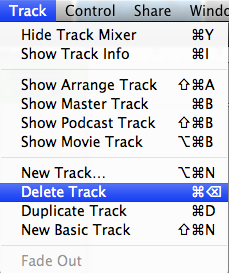 Track Control Share Windo
Hide Track Mixer ⌘Y
Show Track Info ⌘I
Show Arrange Track ⇧⌘A
Show Master Track ⌘B
Show Podcast Track ⇧⌘B
Show Movie Track ⌥⌘B
New Track... ⌥⌘N
Delete Track ⌘⌫
Duplicate Track ⌘D
New Basic Track ⇧⌘N
Fade Out